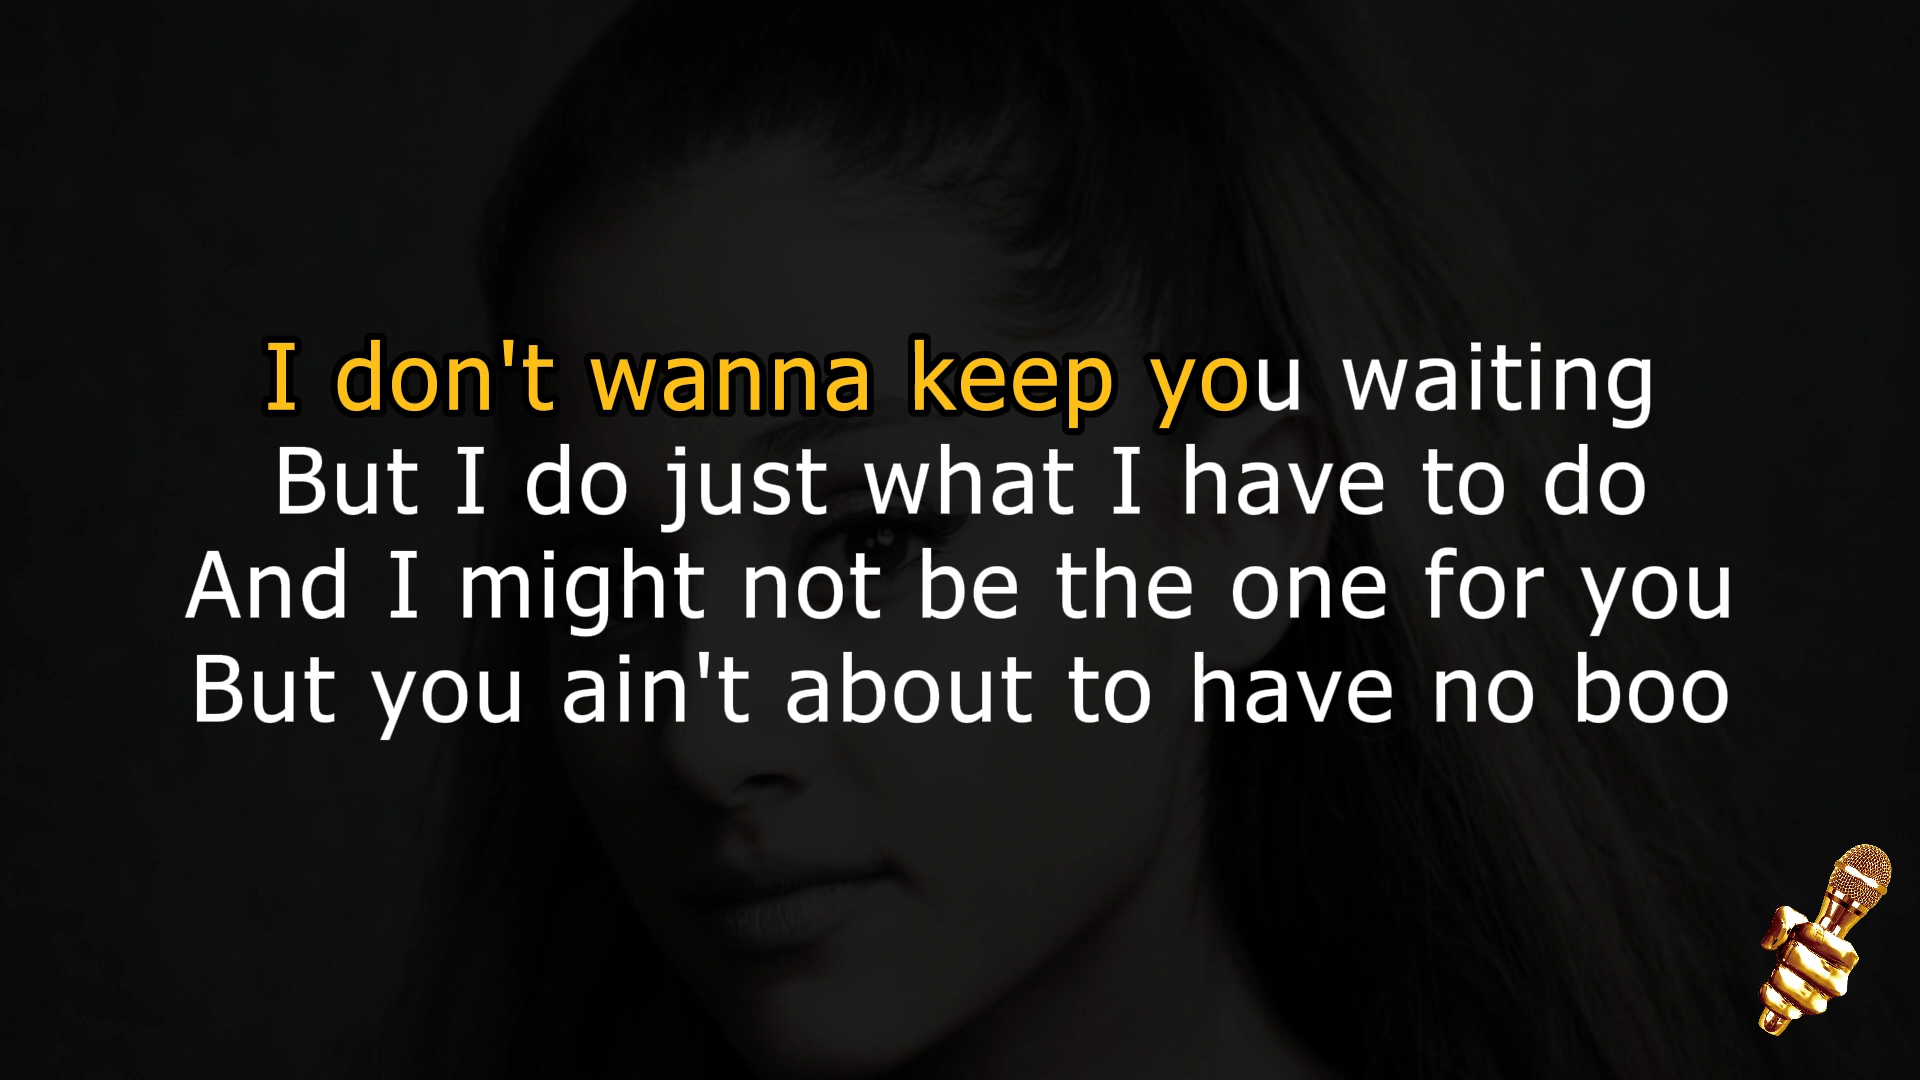 I don't wanna keep you waiting
But I do just what I have to do
And I might not be the one for you
But you ain't about to have no boo